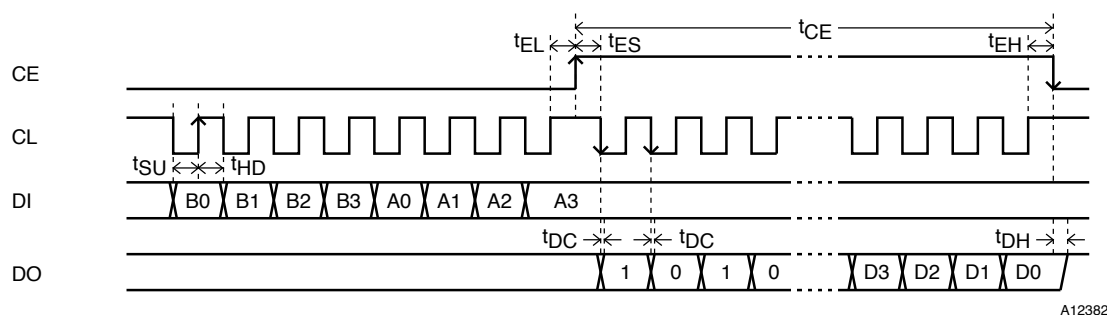 tCE
tEL tES tEH
CE
CL
tSU tHD
DI B0 B1 B2 B3 A0 A1 A2 A3
tDC tDC tDH
DO 1 0 1 0 D3 D2 D1 D0
A12382